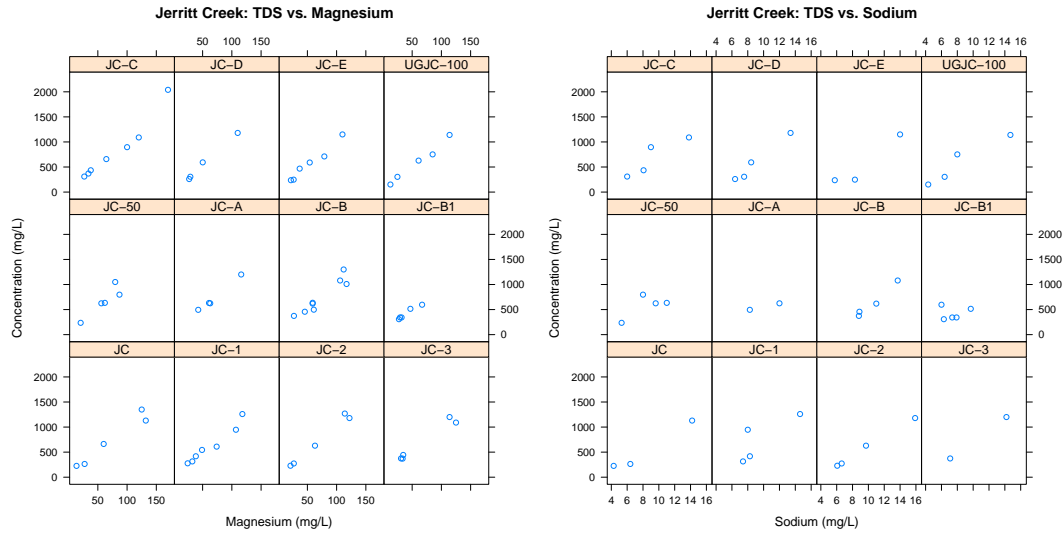 Jerritt Creek: TDS vs. Magnesium
50 100 150 50 100 150
JC−C JC−D JC−E UGJC−100
2000
1500
1000
500
0
JC−50 JC−A JC−B JC−B1
2000
1500
1000
500
0
JC JC−1 JC−2 JC−3
2000
1500
1000
500
0
50 100 150 50 100 150
Concentration (mg/L)
Magnesium (mg/L)
Jerritt Creek: TDS vs. Sodium
4 6 8 10 12 14 16 4 6 8 10 12 14 16
JC−C JC−D JC−E UGJC−100
2000
1500
1000
500
0
JC−50 JC−A JC−B JC−B1
2000
1500
1000
500
0
JC JC−1 JC−2 JC−3
2000
1500
1000
500
0
4 6 8 10 12 14 16 4 6 8 10 12 14 16
Concentration (mg/L)
Sodium (mg/L)